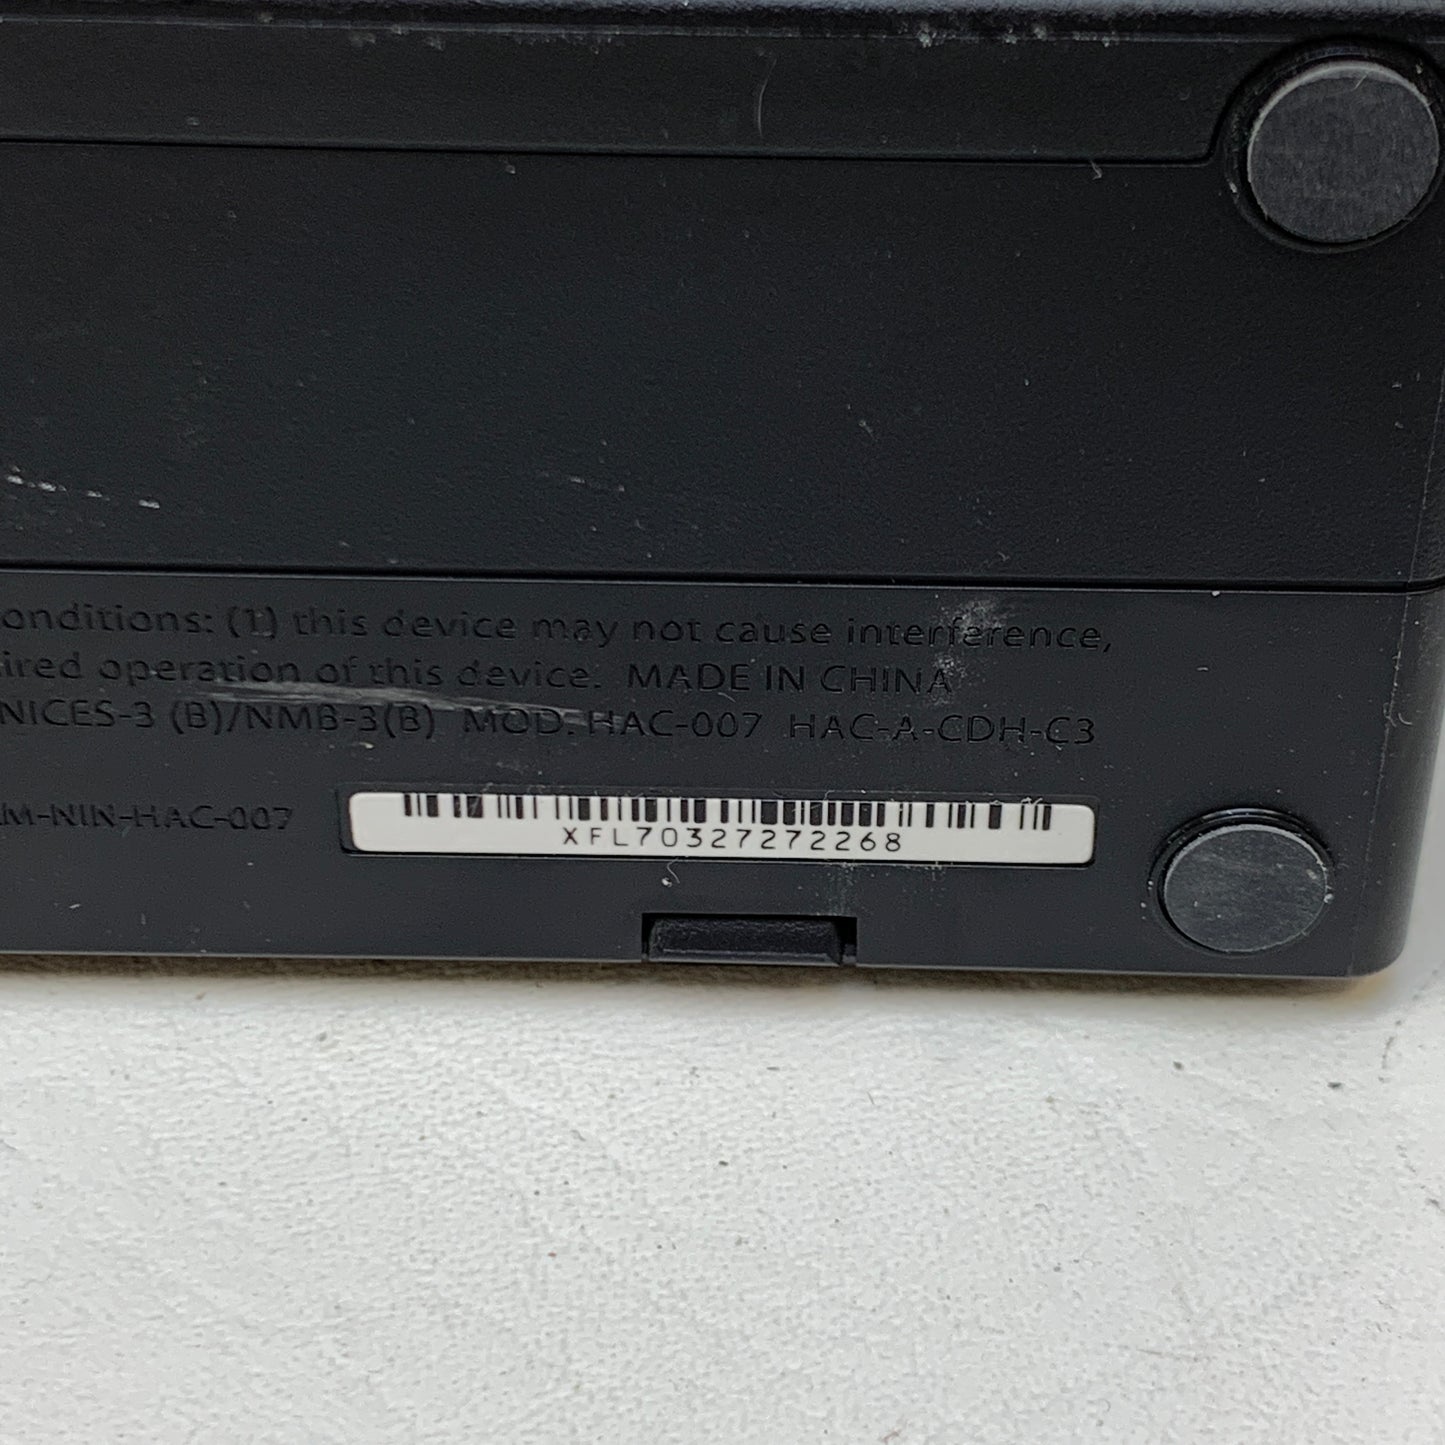 onditions: (1) this device may not cause interference,
ired operation of this device. MADE IN CHINA
NICES-3 (B)/NMB-3(B) MOD. HAC-007 HAC-A-CDH-C3
M-NIN-HAC-007
XFL70327272268